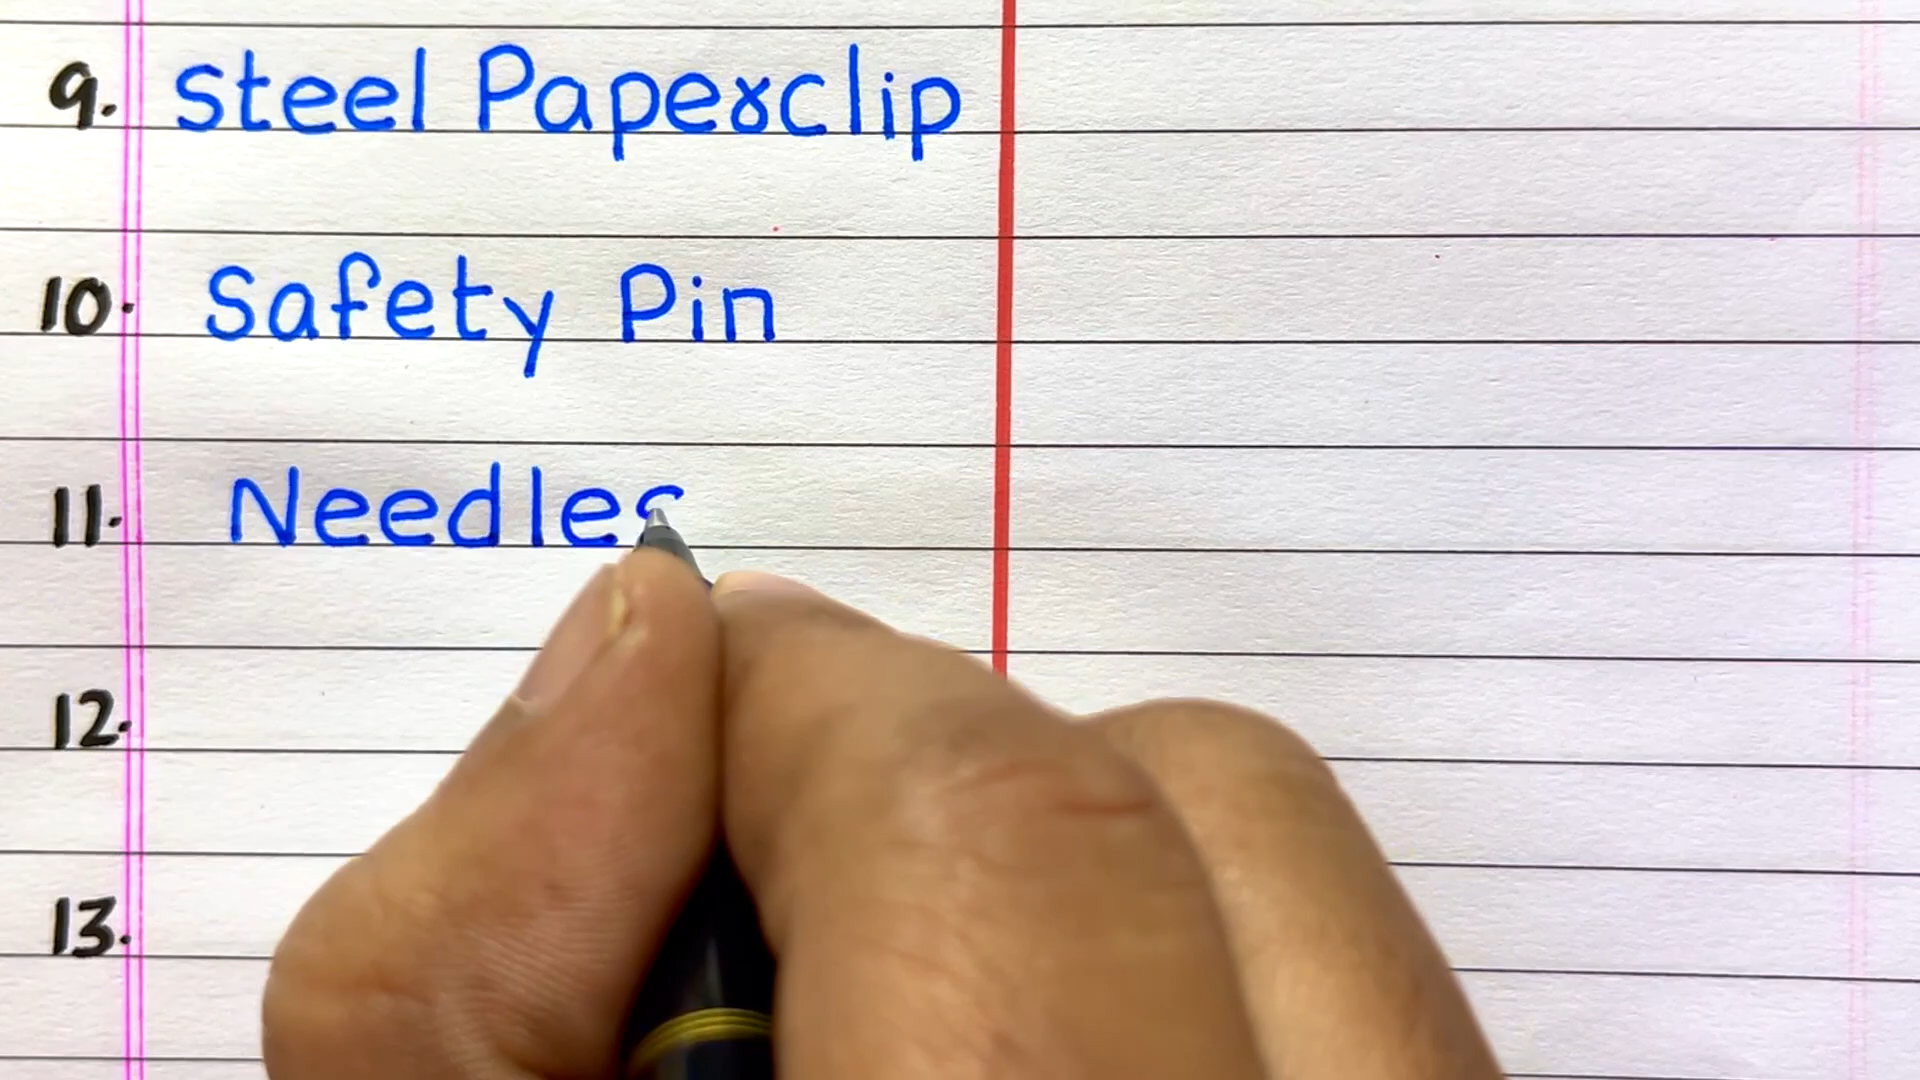 9. Steel Paperclip
10. Safety Pin
11. Needles
12.
13.